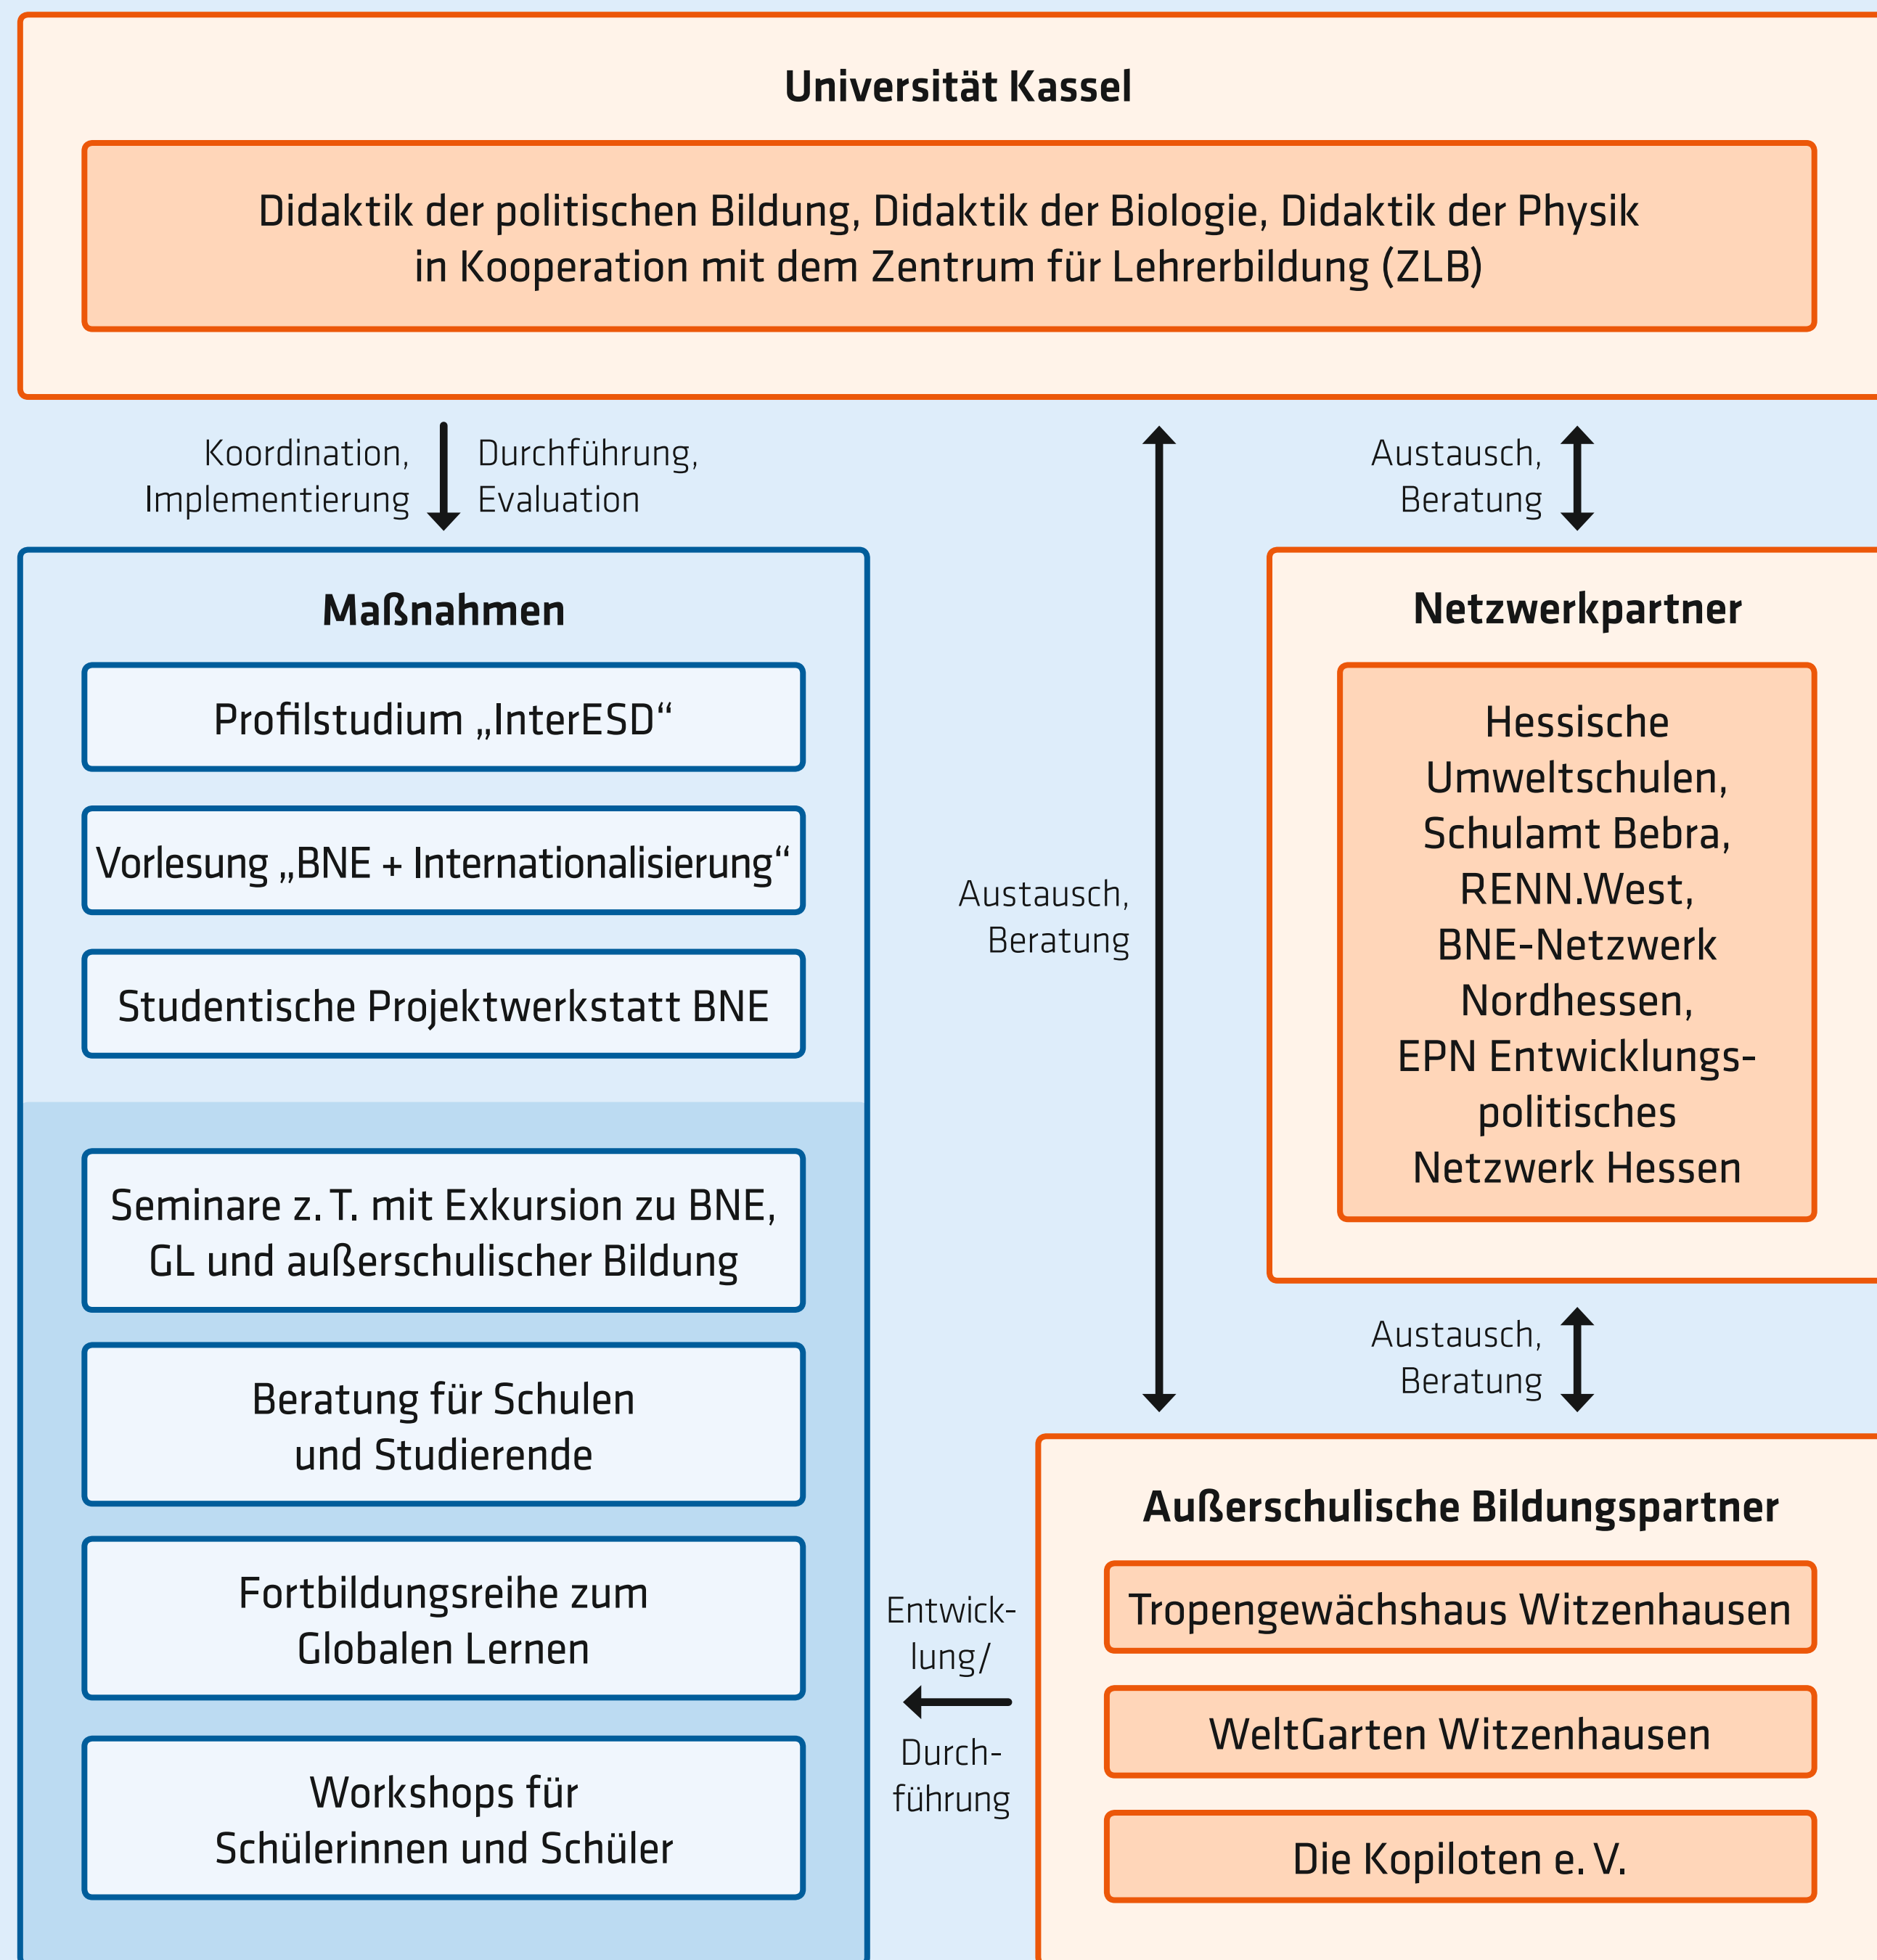 Universität Kassel
Didaktik der politischen Bildung, Didaktik der Biologie, Didaktik der Physik
in Kooperation mit dem Zentrum für Lehrerbildung (ZLB)
Koordination,
Implementierung
Durchführung,
Evaluation
Austausch,
Beratung
Maßnahmen
Profilstudium „InterESD“
Vorlesung „BNE + Internationalisierung“
Studentische Projektwerkstatt BNE
Seminare z. T. mit Exkursion zu BNE,
GL und außerschulischer Bildung
Beratung für Schulen
und Studierende
Fortbildungsreihe zum
Globalen Lernen
Workshops für
Schülerinnen und Schüler
Austausch,
Beratung
Netzwerkpartner
Hessische
Umweltschulen,
Schulamt Bebra,
RENN.West,
BNE-Netzwerk
Nordhessen,
EPN Entwicklungs-
politisches
Netzwerk Hessen
Austausch,
Beratung
Entwick-
lung/
Durch-
führung
Außerschulische Bildungspartner
Tropengewächshaus Witzenhausen
WeltGarten Witzenhausen
Die Kopiloten e. V.